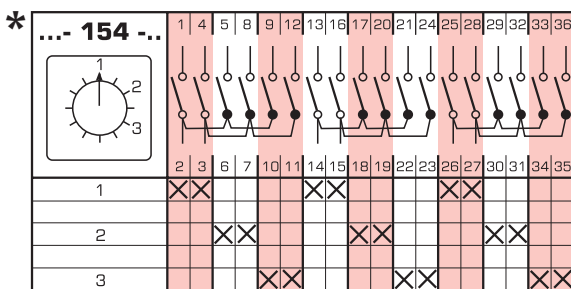 *
...- 154 -.. 1 4 5 8 9 12 13 16 17 20 21 24 25 28 29 32 33 36
1
2
3
2 3 6 7 10 11 14 15 18 19 22 23 26 27 30 31 34 35
1 X X X X X X
2 X X X X X X
3 X X X X X X